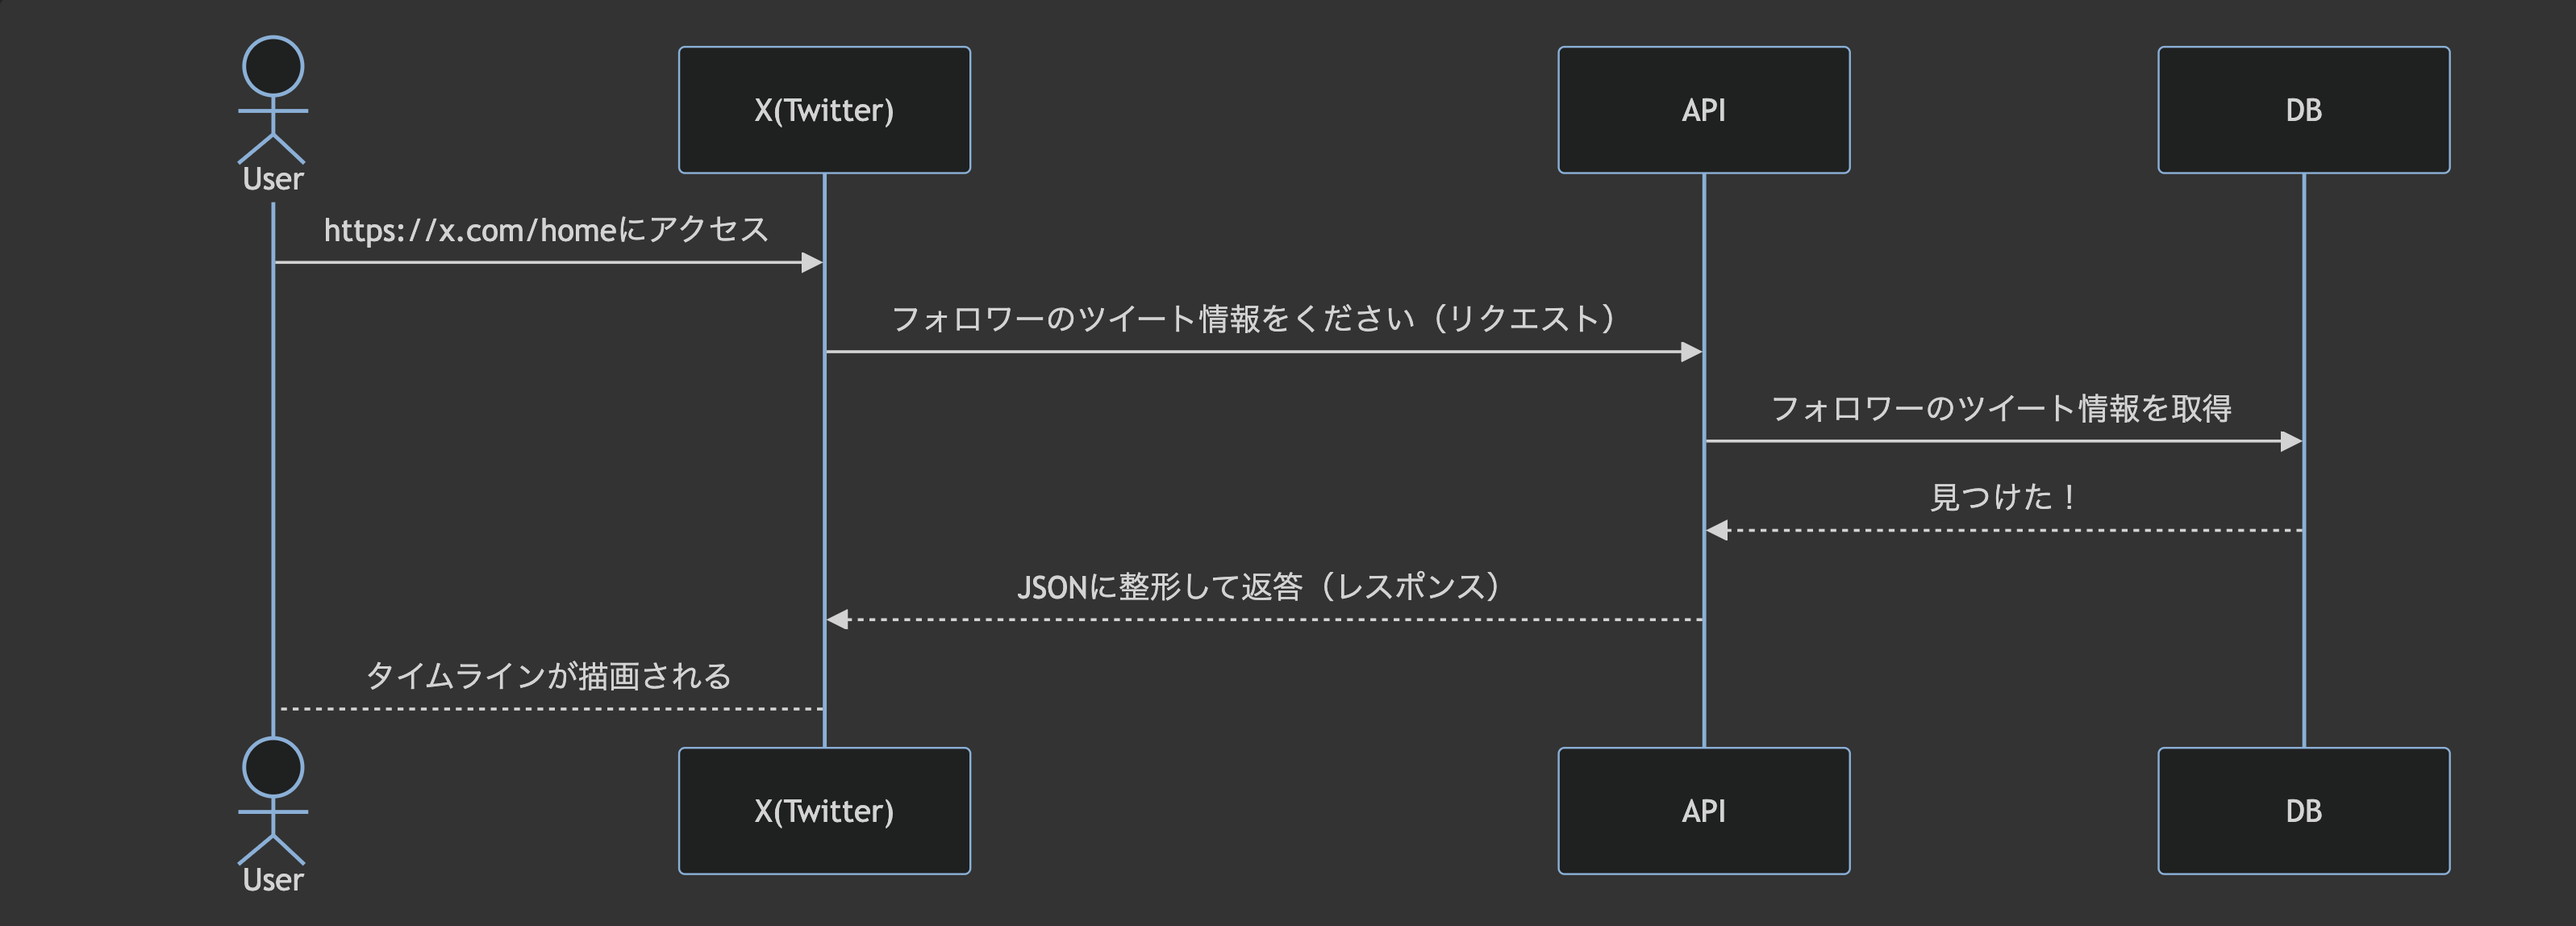 User
X(Twitter)
API
DB
https://x.com/homeにアクセス
フォロワーのツイート情報をください（リクエスト）
フォロワーのツイート情報を取得
見つけた！
JSONに整形して返答（レスポンス）
タイムラインが描画される
User
X(Twitter)
API
DB